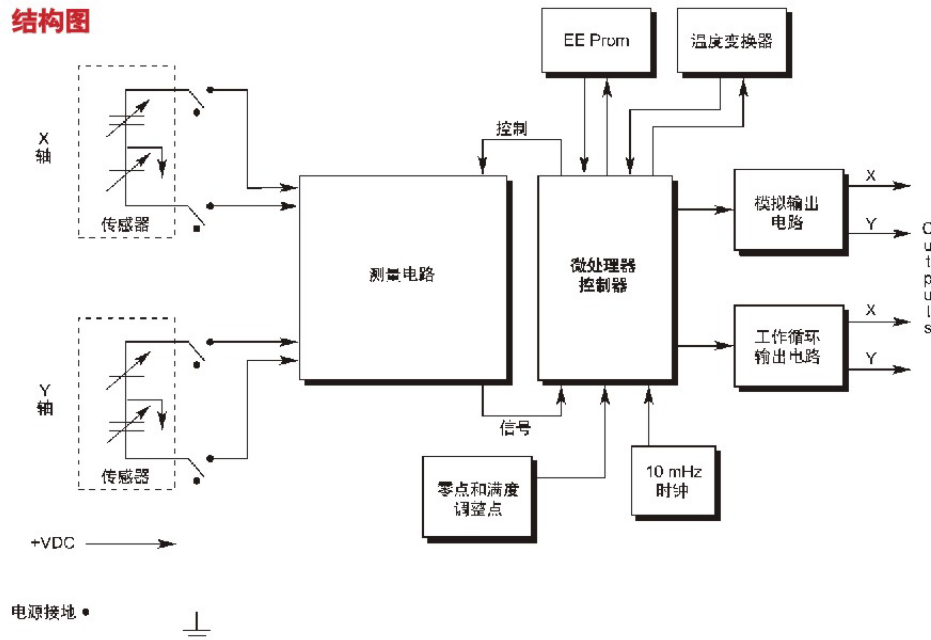 结构图
EE Prom
温度变换器
X
轴
传感器
控制
测量电路
微处理器
控制器
模拟输出
电路
X
Y
Outputs
工作循环
输出电路
X
Y
Y
轴
传感器
信号
零点和满度
调整点
10 mHz
时钟
+VDC
电源接地